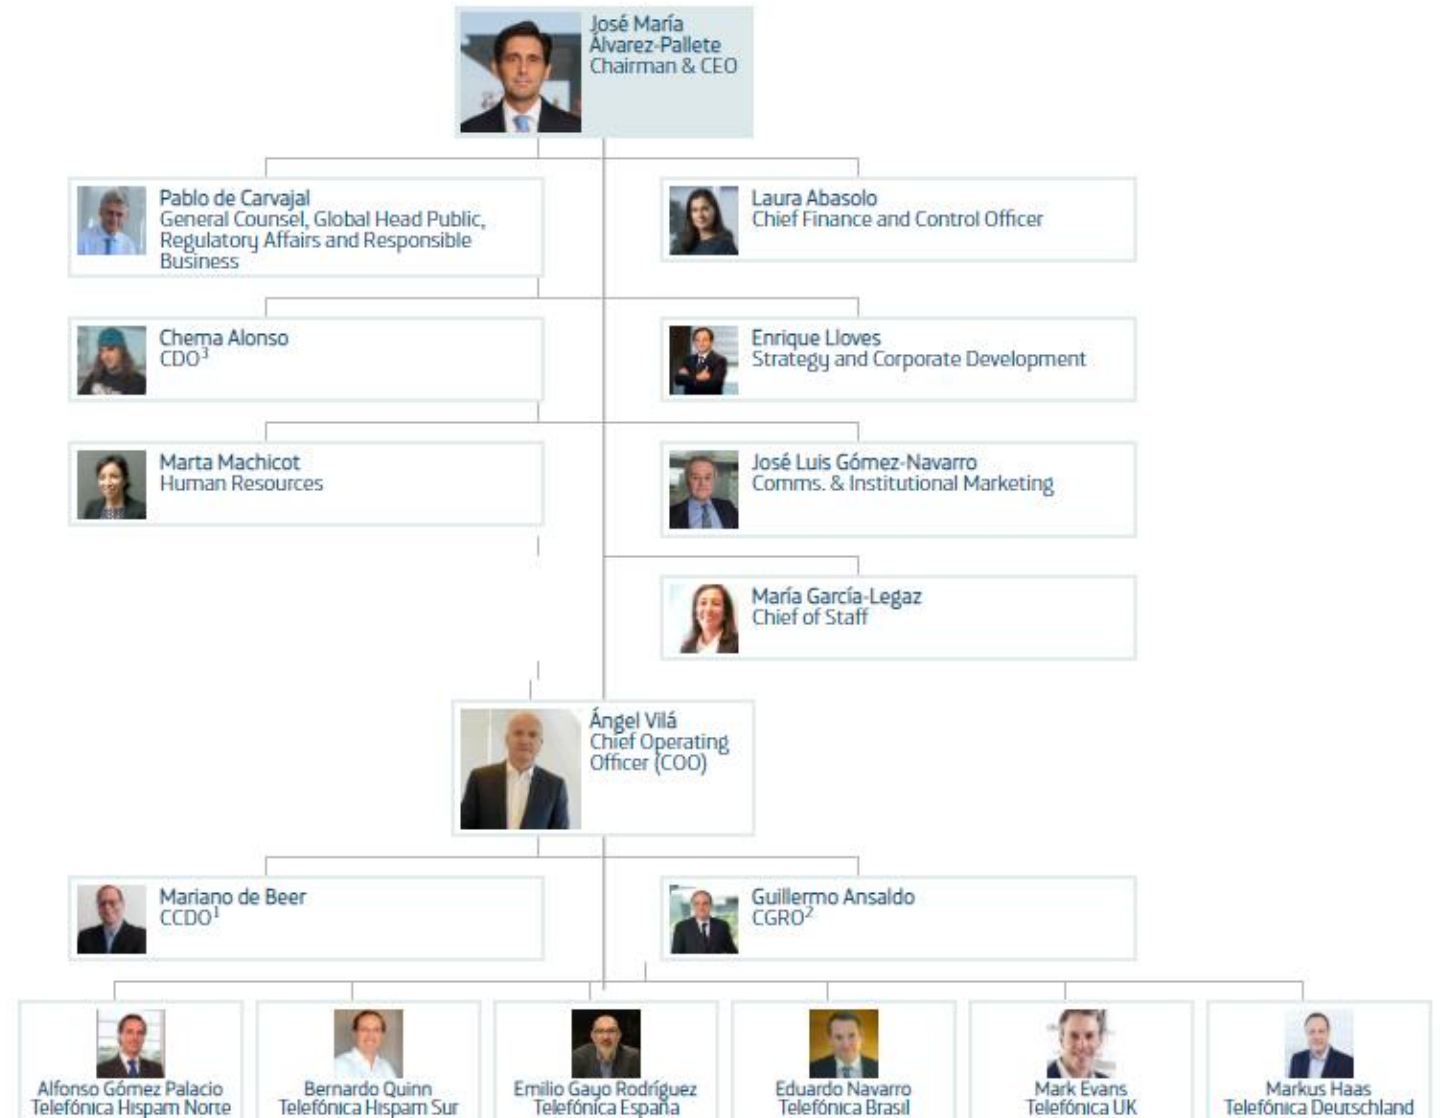 José María
Álvarez-Pallete
Chairman & CEO
Pablo de Carvajal
General Counsel, Global Head Public,
Regulatory Affairs and Responsible
Business
Laura Abasolo
Chief Finance and Control Officer
Chema Alonso
CDO³
Enrique Lloves
Strategy and Corporate Development
Marta Machicot
Human Resources
José Luis Gómez-Navarro
Comms. & Institutional Marketing
María García-Legaz
Chief of Staff
Ángel Vilá
Chief Operating
Officer (COO)
Mariano de Beer
CCDO¹
Guillermo Ansaldo
CGRO²
Alfonso Gómez Palacio
Telefónica Hispam Norte
Bernardo Quinn
Telefónica Hispam Sur
Emilio Gayo Rodríguez
Telefónica España
Eduardo Navarro
Telefónica Brasil
Mark Evans
Telefónica UK
Markus Haas
Telefónica Deutschland